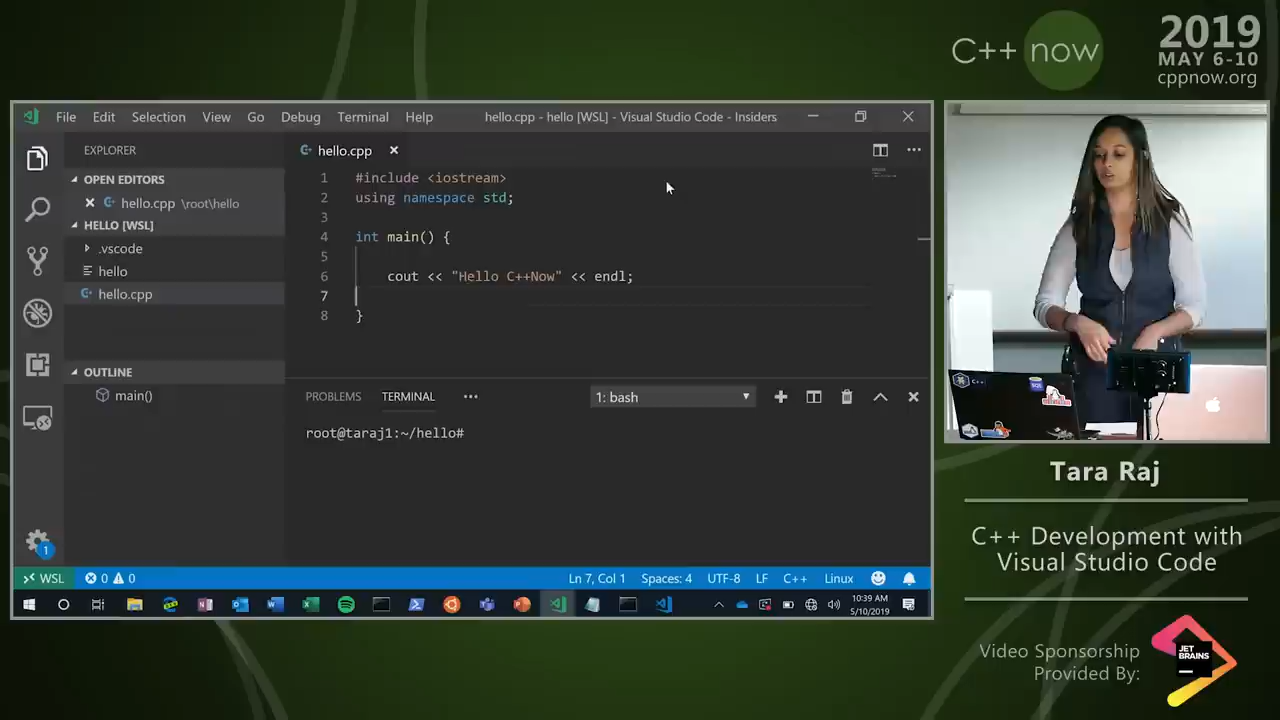 C++ now
2019
MAY 6-10
cppnow.org
File Edit Selection View Go Debug Terminal Help
hello.cpp - hello [WSL] - Visual Studio Code - Insiders
EXPLORER
OPEN EDITORS
hello.cpp \root\hello
HELLO [WSL]
.vscode
hello
hello.cpp
OUTLINE
main()
1
hello.cpp
1 #include <iostream>
2 using namespace std;
3
4 int main() {
5
6 cout << "Hello C++Now" << endl;
7
8 }
PROBLEMS TERMINAL
1: bash
root@taraj1:~/hello#
WSL 0 0 Ln 7, Col 1 Spaces: 4 UTF-8 LF C++ Linux
10:39 AM
5/10/2019
C++
SQL
Tara Raj
C++ Development with
Visual Studio Code
Video Sponsorship
Provided By:
JET
BRAINS